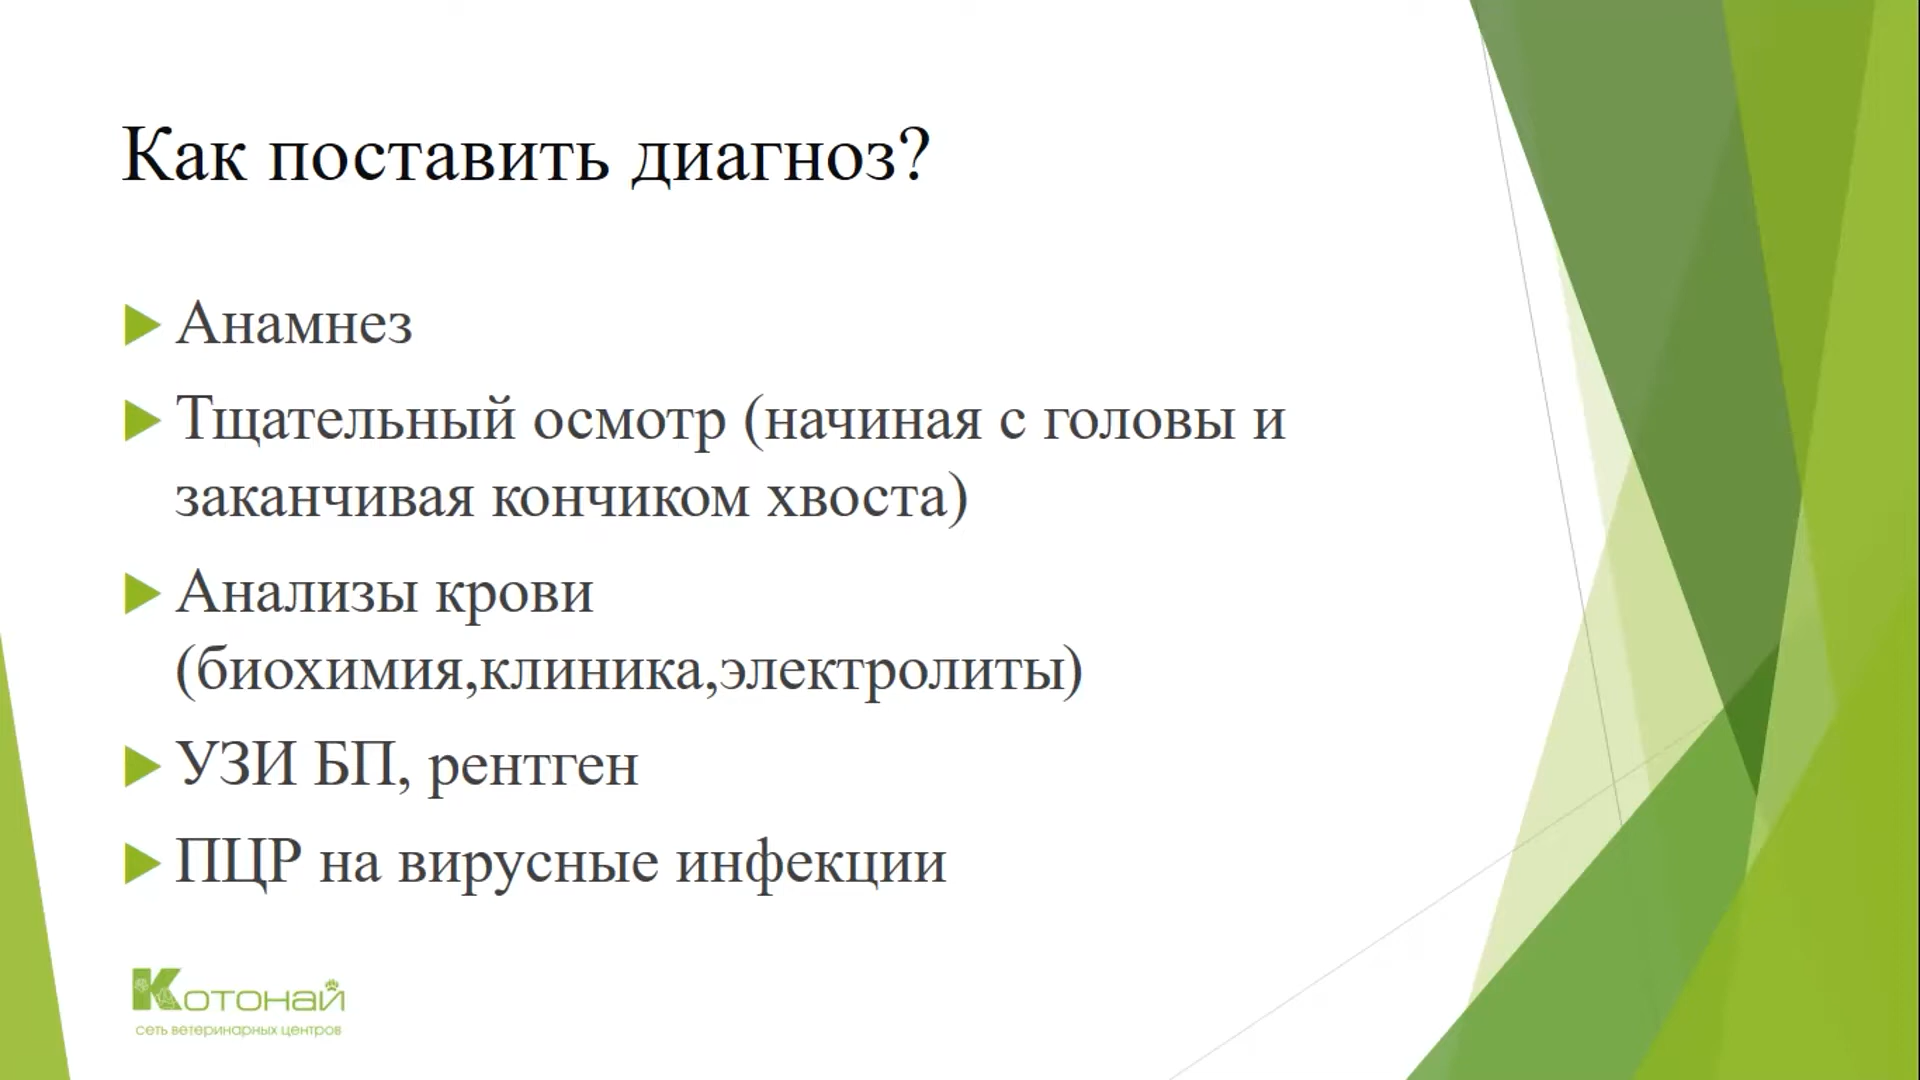 Как поставить диагноз?
Анамнез
Тщательный осмотр (начиная с головы и
заканчивая кончиком хвоста)
Анализы крови
(биохимия,клиника,электролиты)
УЗИ БП, рентген
ПЦР на вирусные инфекции
Котонай
сеть ветеринарных центров